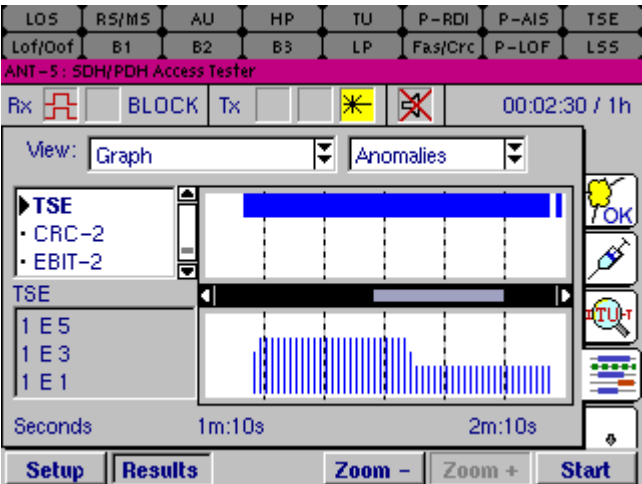 LOS RS/MS AU HP TU P-RDI P-AIS TSE
Lof/Oof B1 B2 B3 LP Fas/Crc P-LOF LSS
ANT-5: SDH/PDH Access Tester
Rx BLOCK Tx 00:02:30 / 1h
View: Graph Anomalies
TSE
CRC-2
EBIT-2
OK
TSE
1 E 5
1 E 3
1 E 1
ITU-T
Seconds 1m:10s 2m:10s
Setup Results Zoom - Zoom + Start